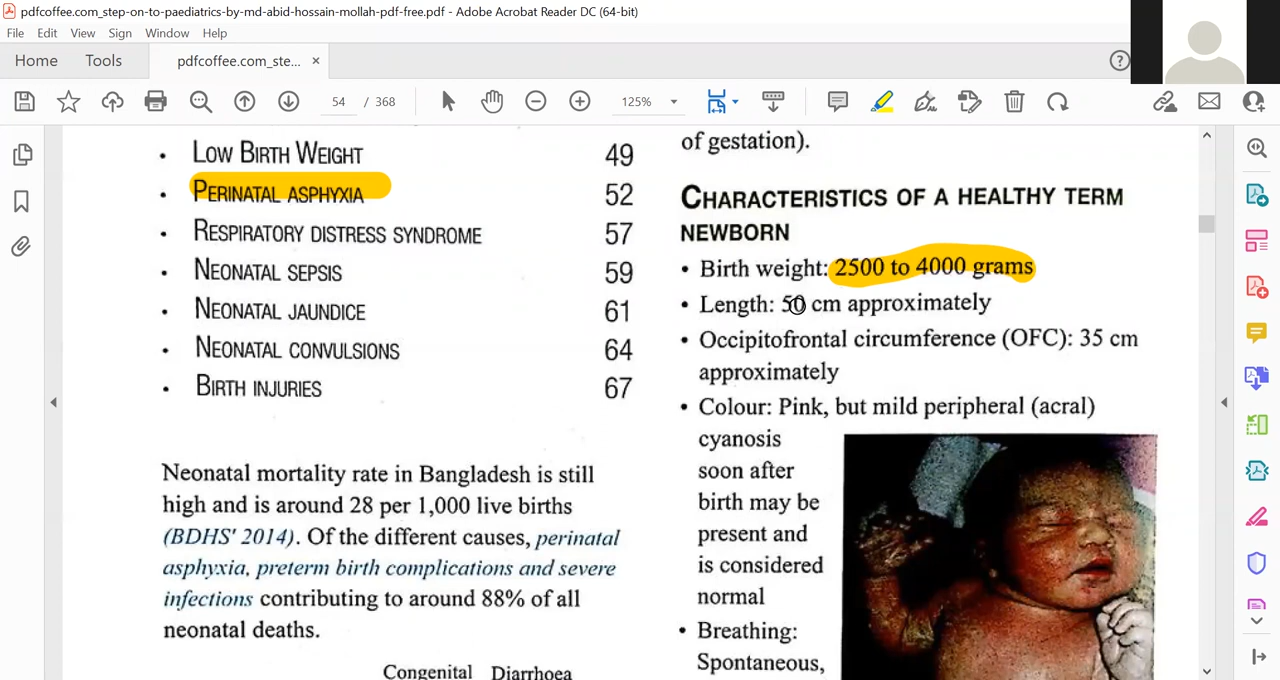 pdfcoffee.com_step-on-to-paediatrics-by-md-abid-hossain-mollah-pdf-free.pdf - Adobe Acrobat Reader DC (64-bit)
File Edit View Sign Window Help
Home Tools pdfcoffee.com_ste... ×
54 / 368 125%
• LOW BIRTH WEIGHT 49
• PERINATAL ASPHYXIA 52
• RESPIRATORY DISTRESS SYNDROME 57
• NEONATAL SEPSIS 59
• NEONATAL JAUNDICE 61
• NEONATAL CONVULSIONS 64
• BIRTH INJURIES 67
Neonatal mortality rate in Bangladesh is still
high and is around 28 per 1,000 live births
(BDHS' 2014). Of the different causes, perinatal
asphyxia, preterm birth complications and severe
infections contributing to around 88% of all
neonatal deaths.
Congenital Diarrhoea
of gestation).
CHARACTERISTICS OF A HEALTHY TERM
NEWBORN
• Birth weight: 2500 to 4000 grams
• Length: 50 cm approximately
• Occipitofrontal circumference (OFC): 35 cm
approximately
• Colour: Pink, but mild peripheral (acral)
cyanosis
soon after
birth may be
present and
is considered
normal
• Breathing:
Spontaneous,